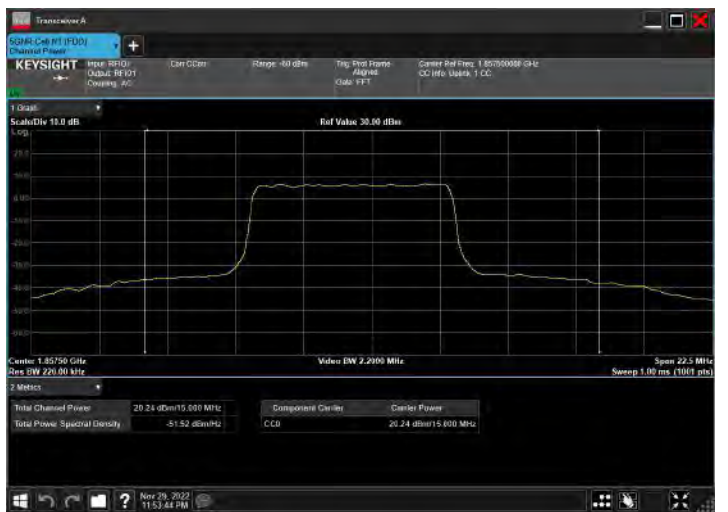 Transceiver A
5GNR Cell N1 (FDD)
Channel Power
+
KEYSIGHT
Input: RFIO1
Output: RFIO1
Coupling: AC
Corr CCorr
Range: -60 dBm
Trig: Prot Frame
Aligned
Gate: FFT
Carrier Ref Freq: 1.857500000 GHz
CC Info: Uplink, 1 CC
1 Graph
Scale/Div 10.0 dB
Ref Value 30.00 dBm
Log
Center 1.85750 GHz
Video BW 2.2000 MHz
Span 22.5 MHz
Res BW 220.00 kHz
Sweep 1.00 ms (1001 pts)
2 Metrics
Total Channel Power 20.24 dBm/15.000 MHz
Total Power Spectral Density -51.52 dBm/Hz
Component Carrier Carrier Power
CC0 20.24 dBm/15.000 MHz
?
Nov 29, 2022
11:53:44 PM